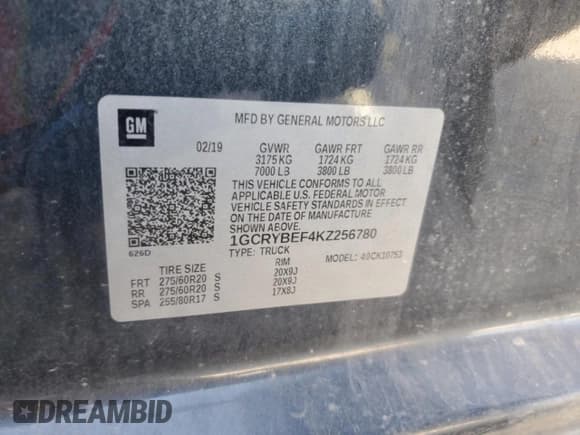 GM
MFD BY GENERAL MOTORS LLC
02/19 GVWR GAWR FRT GAWR RR
3175 KG 1724 KG 1724 KG
7000 LB 3800 LB 3800 LB
THIS VEHICLE CONFORMS TO ALL
APPLICABLE U.S. FEDERAL MOTOR
VEHICLE SAFETY STANDARDS IN EFFECT
ON THE DATE OF MANUFACTURE
SHOWN ABOVE.
1GCRYBEF4KZ256780
626D
TYPE: TRUCK MODEL:
TIRE SIZE RIM
FRT 275/60R20 S 20X9J
RR 275/60R20 S 20X9J
SPA 255/80R17 S 17X8J
DREAMBID